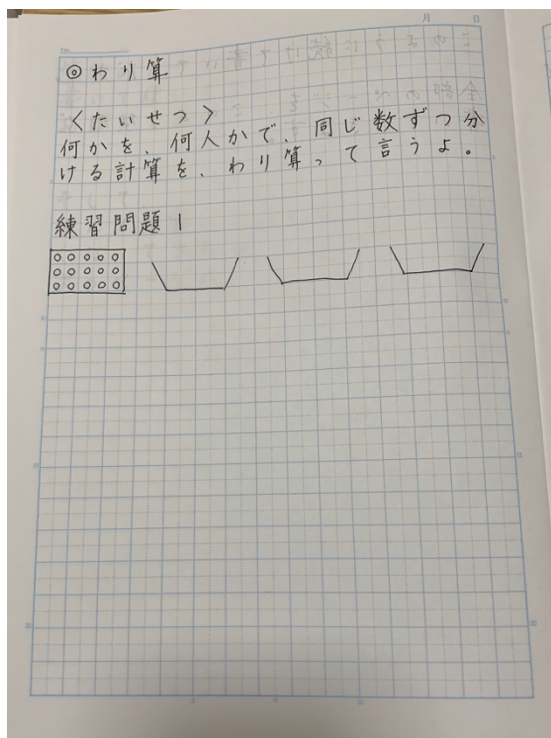 月 日
◎わり算
〈たいせつ〉
何かを、何人かで、同じ数ずつ分
ける計算を、わり算って言うよ。
練習問題1